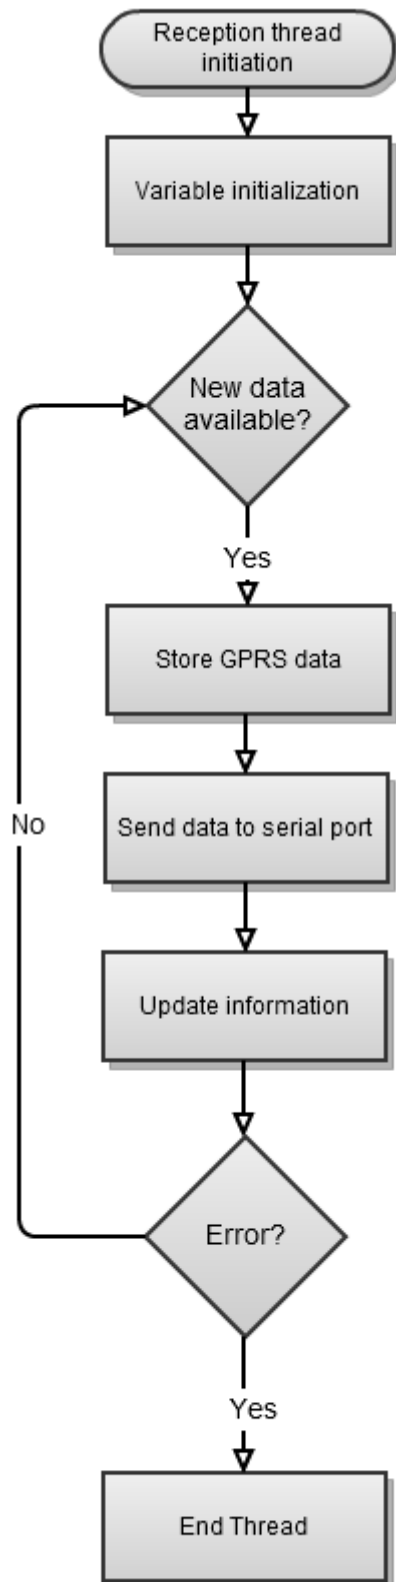 Reception thread
initiation
Variable initialization
New data
available?
Yes
Store GPRS data
Send data to serial port
No
Update information
Error?
Yes
End Thread